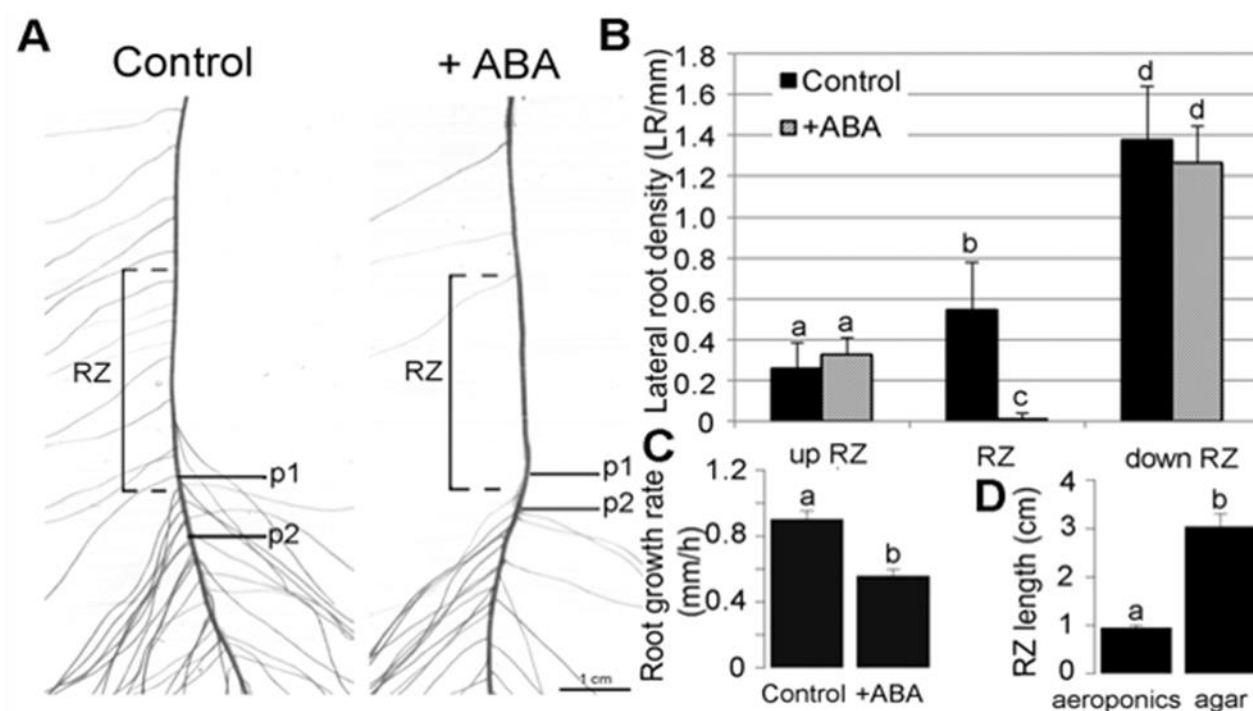 A
Control
+ ABA
RZ
p1
p2
RZ
p1
p2
1 cm
B
Lateral root density (LR/mm)
1.8
1.6
1.4
1.2
1.0
0.8
0.6
0.4
0.2
0
Control
+ABA
a
a
b
c
d
d
up RZ
RZ
down RZ
C
Root growth rate
(mm/h)
1.2
0.8
0.4
0
a
b
Control +ABA
D
RZ length (cm)
4
3
2
1
0
a
b
aeroponics agar